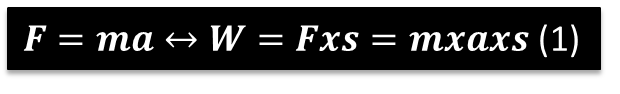 F = ma ↔ W = Fxs = mxaxs (1)